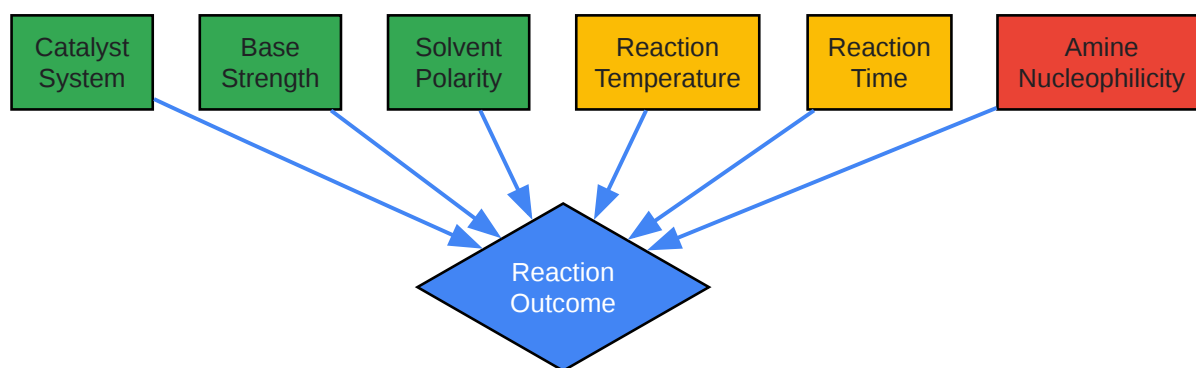 Catalyst
System
Base
Strength
Solvent
Polarity
Reaction
Temperature
Reaction
Time
Amine
Nucleophilicity
Reaction
Outcome